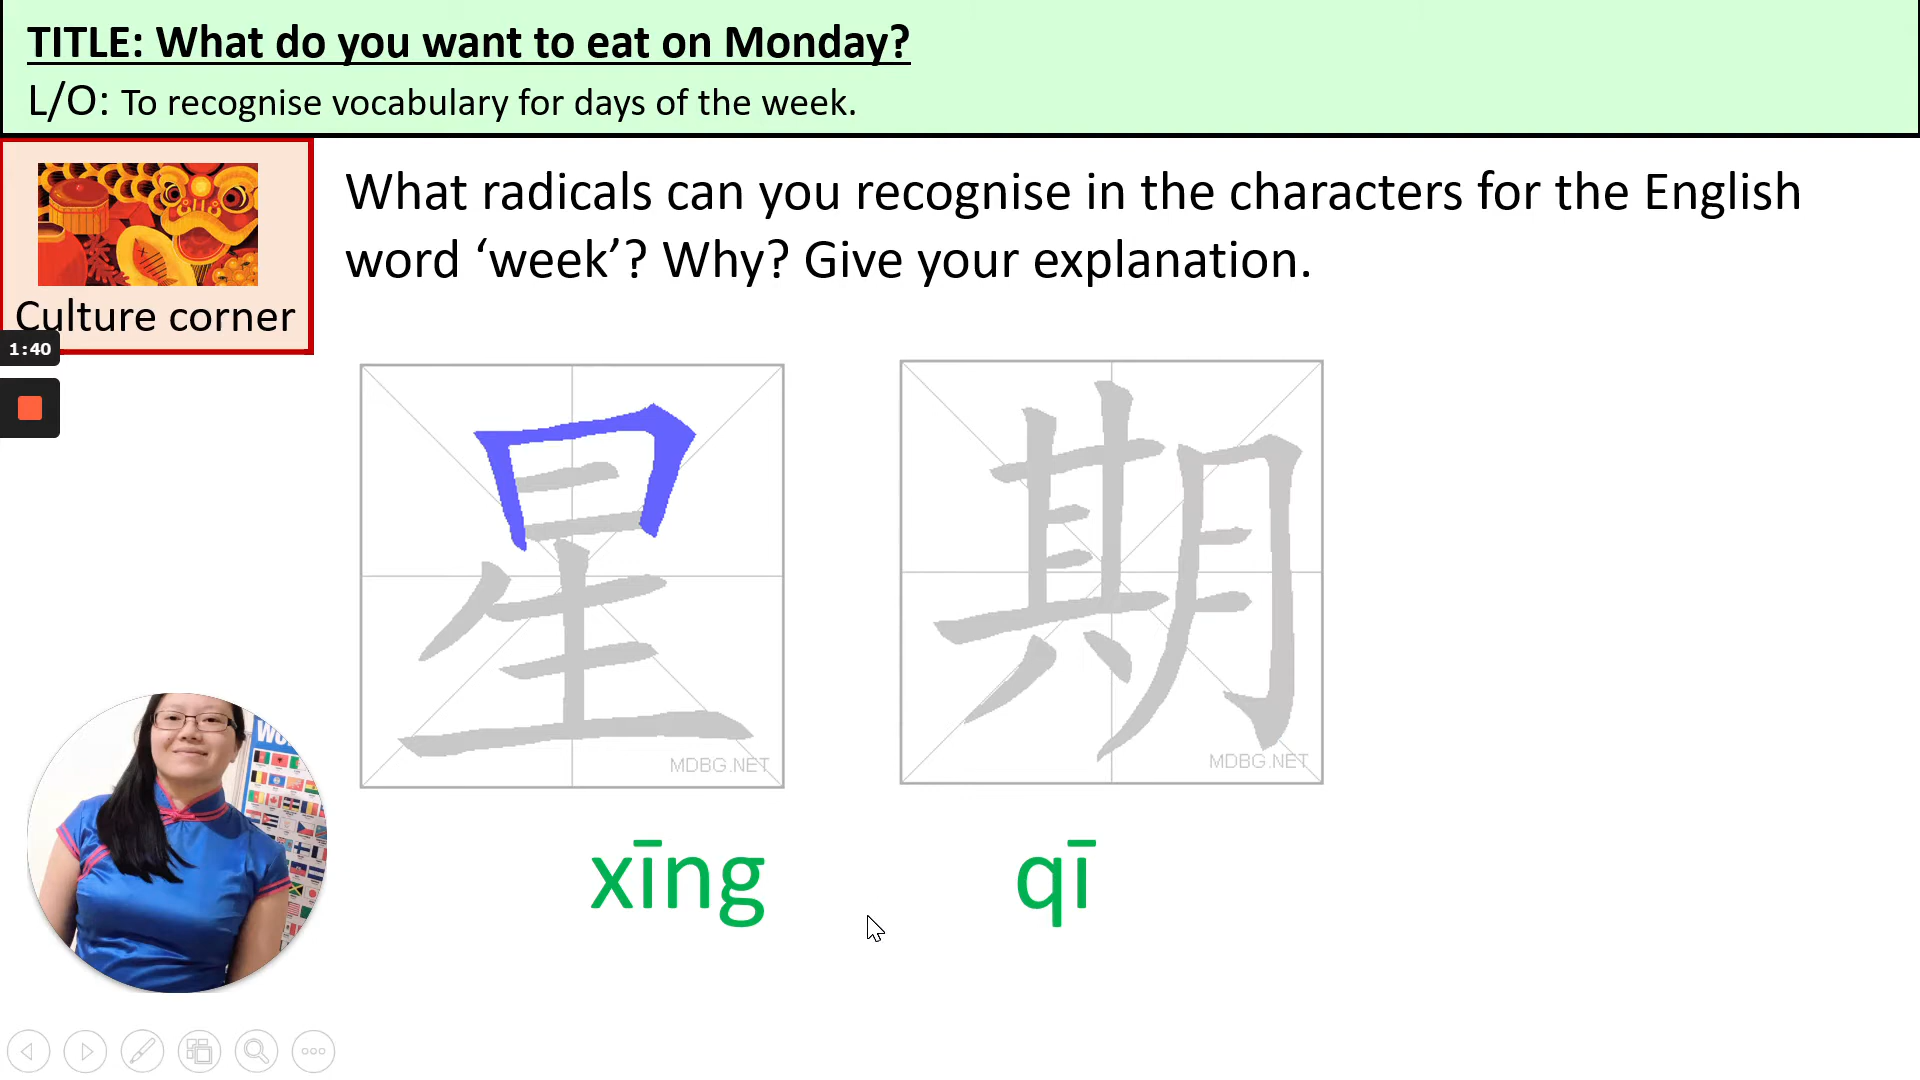 TITLE: What do you want to eat on Monday?
L/O: To recognise vocabulary for days of the week.
Culture corner
1:40
What radicals can you recognise in the characters for the English
word ‘week’? Why? Give your explanation.
星 期
MDBG.NET MDBG.NET
xīng qī